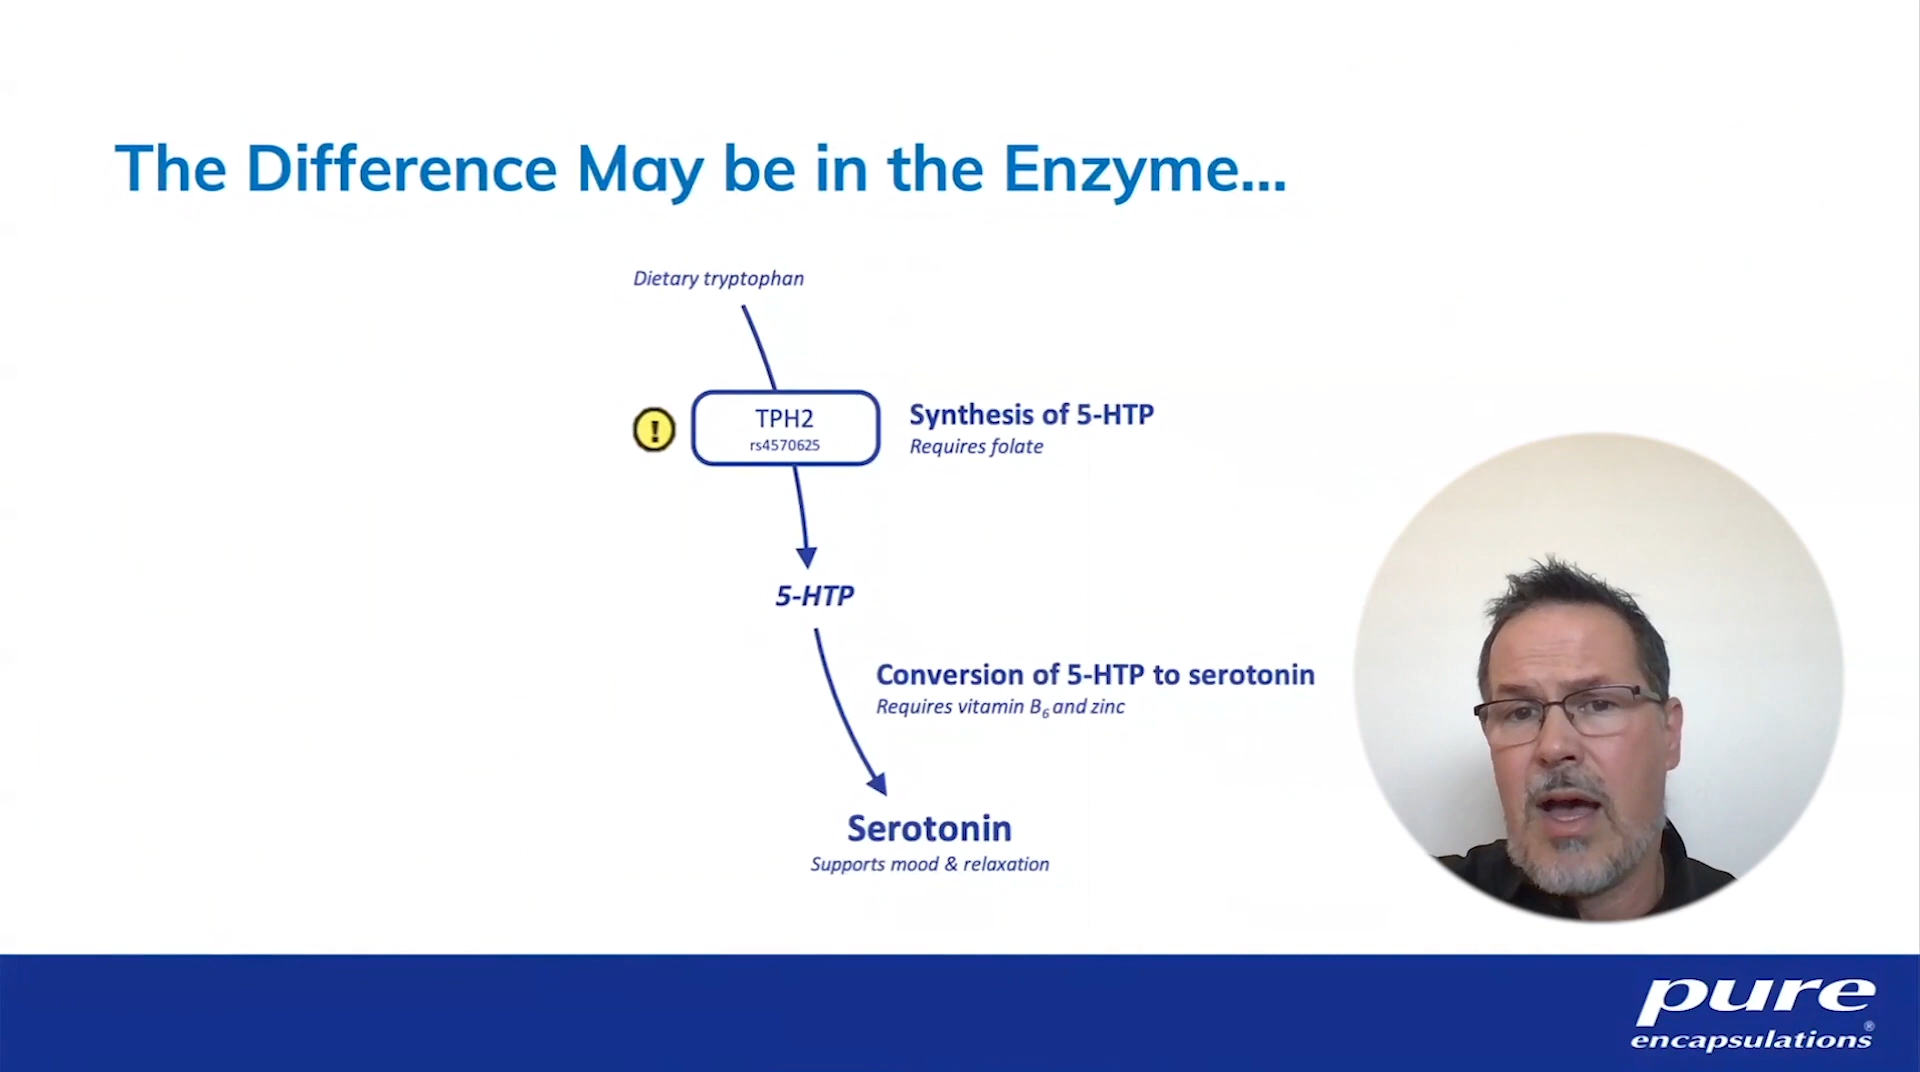 The Difference May be in the Enzyme...
Dietary tryptophan
!
TPH2
rs4570625
Synthesis of 5-HTP
Requires folate
5-HTP
Conversion of 5-HTP to serotonin
Requires vitamin B6 and zinc
Serotonin
Supports mood & relaxation
pure
encapsulations®